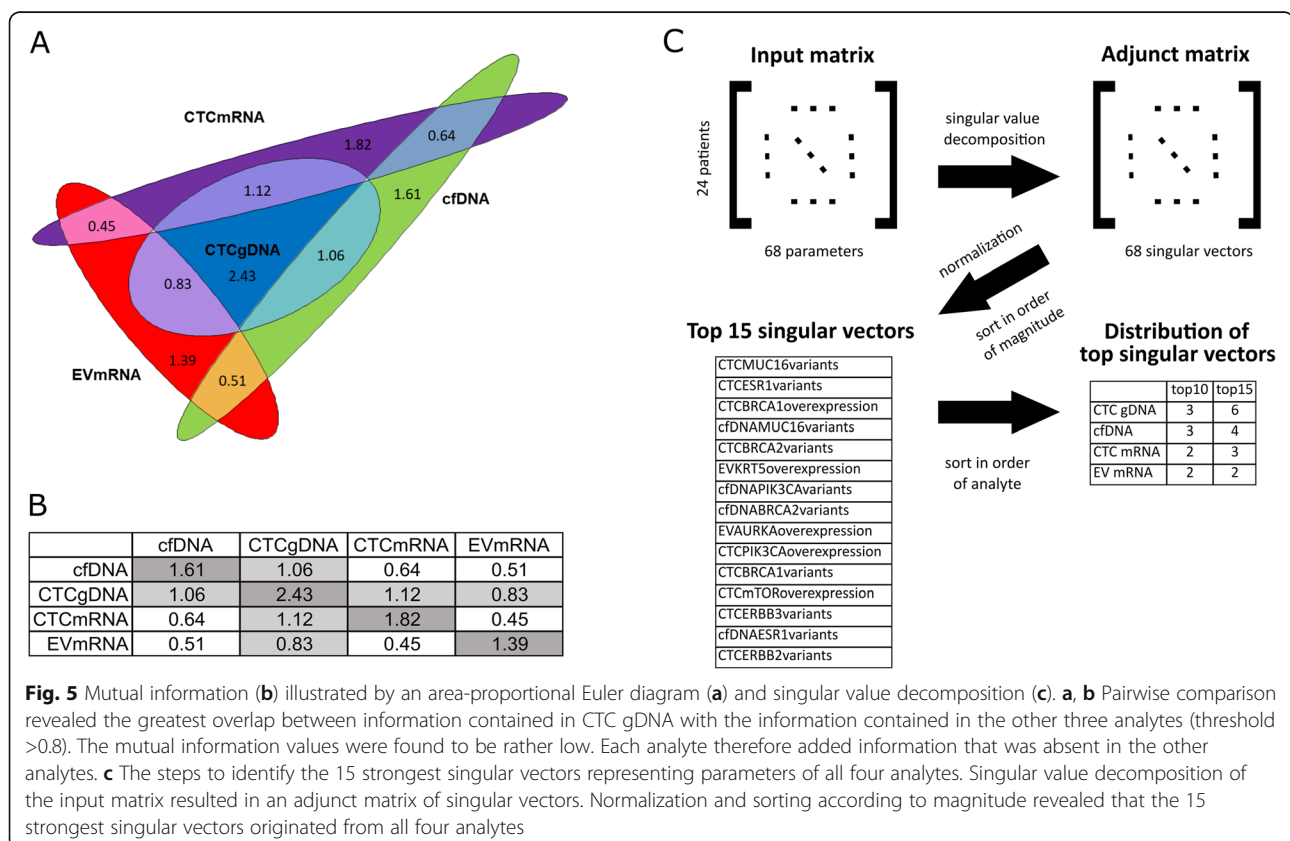 A
CTCmRNA
1.82
0.64
1.12
cfDNA
1.61
0.45
CTCgDNA
1.06
2.43
0.83
1.39
EVmRNA
0.51
B
cfDNA CTCgDNA CTCmRNA EVmRNA
cfDNA 1.61 1.06 0.64 0.51
CTCgDNA 1.06 2.43 1.12 0.83
CTCmRNA 0.64 1.12 1.82 0.45
EVmRNA 0.51 0.83 0.45 1.39
C
Input matrix
24 patients
68 parameters
singular value
decomposition
Adjunct matrix
68 singular vectors
normalization
sort in order
of magnitude
Top 15 singular vectors
CTCMUC16variants
CTCESR1variants
CTCBRCA1overexpression
cfDNAMUC16variants
CTCBRCA2variants
EVKRT5overexpression
cfDNAPIK3CAvariants
cfDNABRCA2variants
EVAURKAoverexpression
CTCPIK3CAoverexpression
CTCBRCA1variants
CTCmTORoverexpression
CTCERBB3variants
cfDNAESR1variants
CTCERBB2variants
sort in order
of analyte
Distribution of
top singular vectors
top10 top15
CTC gDNA 3 6
cfDNA 3 4
CTC mRNA 2 3
EV mRNA 2 2
Fig. 5 Mutual information (b) illustrated by an area-proportional Euler diagram (a) and singular value decomposition (c). a, b Pairwise comparison
revealed the greatest overlap between information contained in CTC gDNA with the information contained in the other three analytes (threshold
>0.8). The mutual information values were found to be rather low. Each analyte therefore added information that was absent in the other
analytes. c The steps to identify the 15 strongest singular vectors representing parameters of all four analytes. Singular value decomposition of
the input matrix resulted in an adjunct matrix of singular vectors. Normalization and sorting according to magnitude revealed that the 15
strongest singular vectors originated from all four analytes